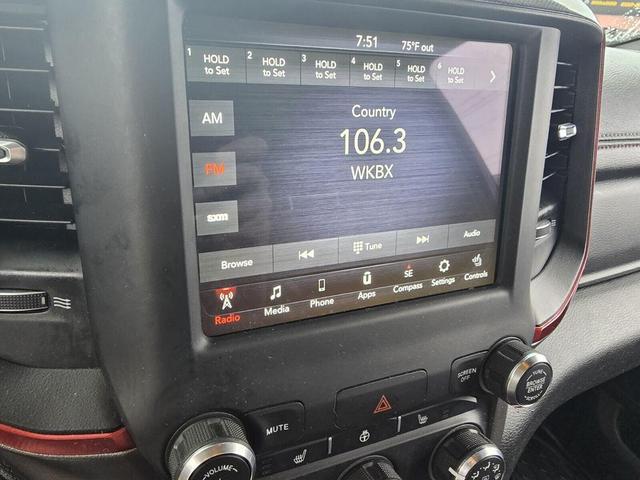 7:51 75°F out
1 HOLD to Set 2 HOLD to Set 3 HOLD to Set 4 HOLD to Set 5 HOLD to Set 6 HOLD to Set
AM
Country
106.3
FM
WKBX
sxm
Browse Tune Audio
Radio Media Phone Apps SE Compass Settings Controls
SCREEN OFF
TUNE
BROWSE
ENTER
SCROLL
MUTE
VOLUME